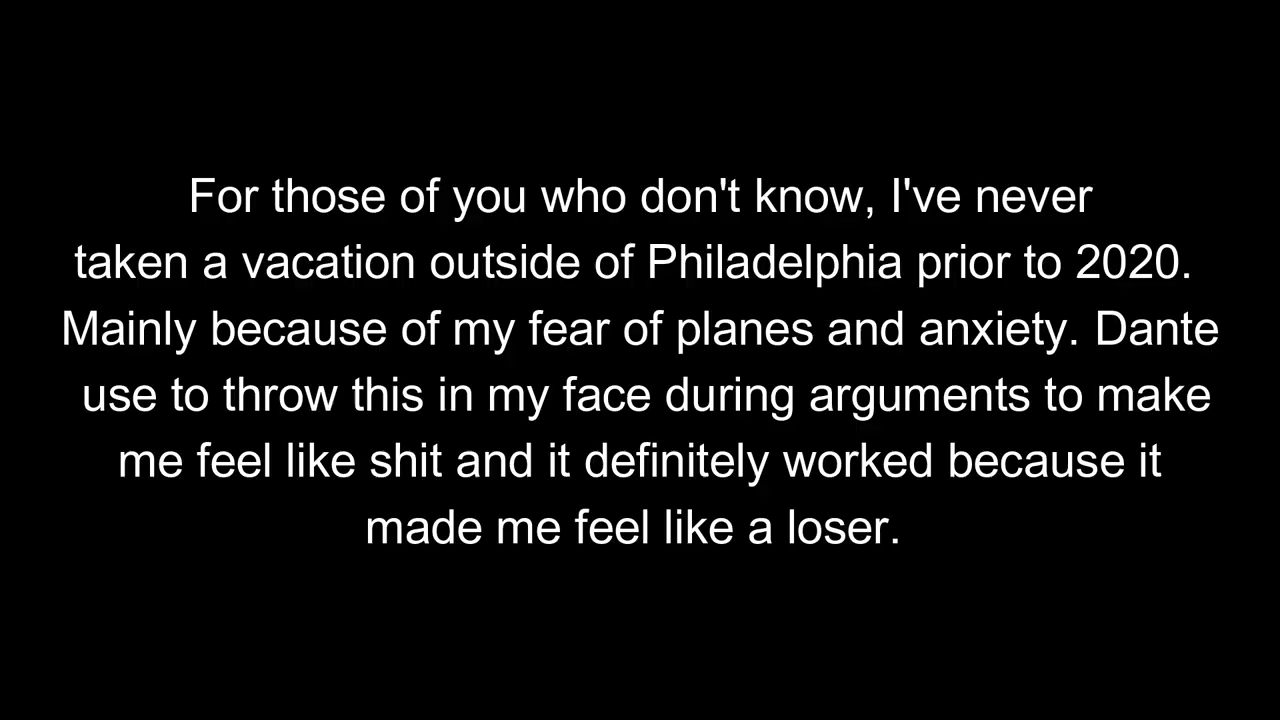 For those of you who don't know, I've never
taken a vacation outside of Philadelphia prior to 2020.
Mainly because of my fear of planes and anxiety. Dante
use to throw this in my face during arguments to make
me feel like shit and it definitely worked because it
made me feel like a loser.